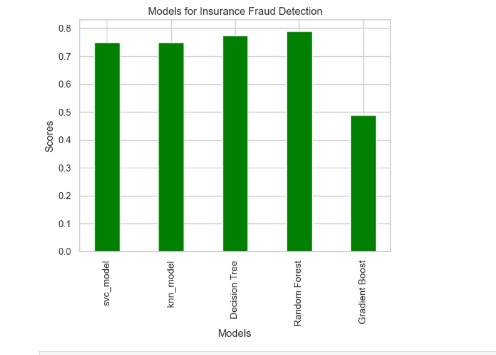 Models for Insurance Fraud Detection
0.8
0.7
0.6
0.5
0.4
0.3
0.2
0.1
0.0
Scores
svc_model
knn_model
Decision Tree
Random Forest
Gradient Boost
Models